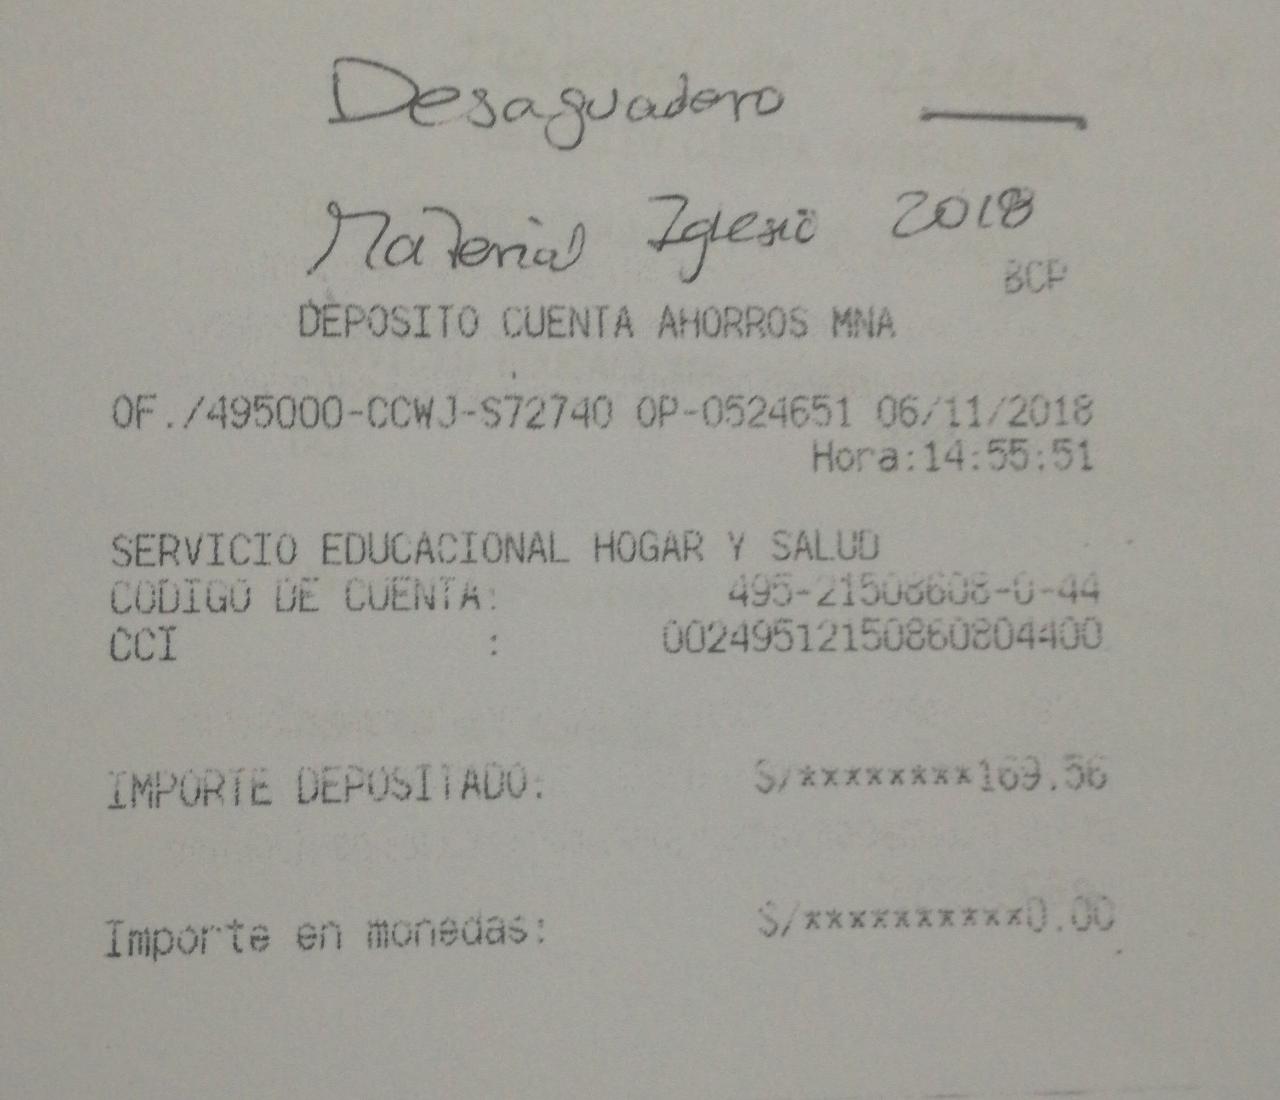 Desaguadero
Material Iglesia 2018
BCP
DEPOSITO CUENTA AHORROS MNA
OF./495000-CCWJ-S72740 OP-0524651 06/11/2018
Hora:14:55:51
SERVICIO EDUCACIONAL HOGAR Y SALUD
CODIGO DE CUENTA: 495-21508608-0-44
CCI : 00249512150860804400
IMPORTE DEPOSITADO: S/********169.56
Importe en monedas: S/**********0.00